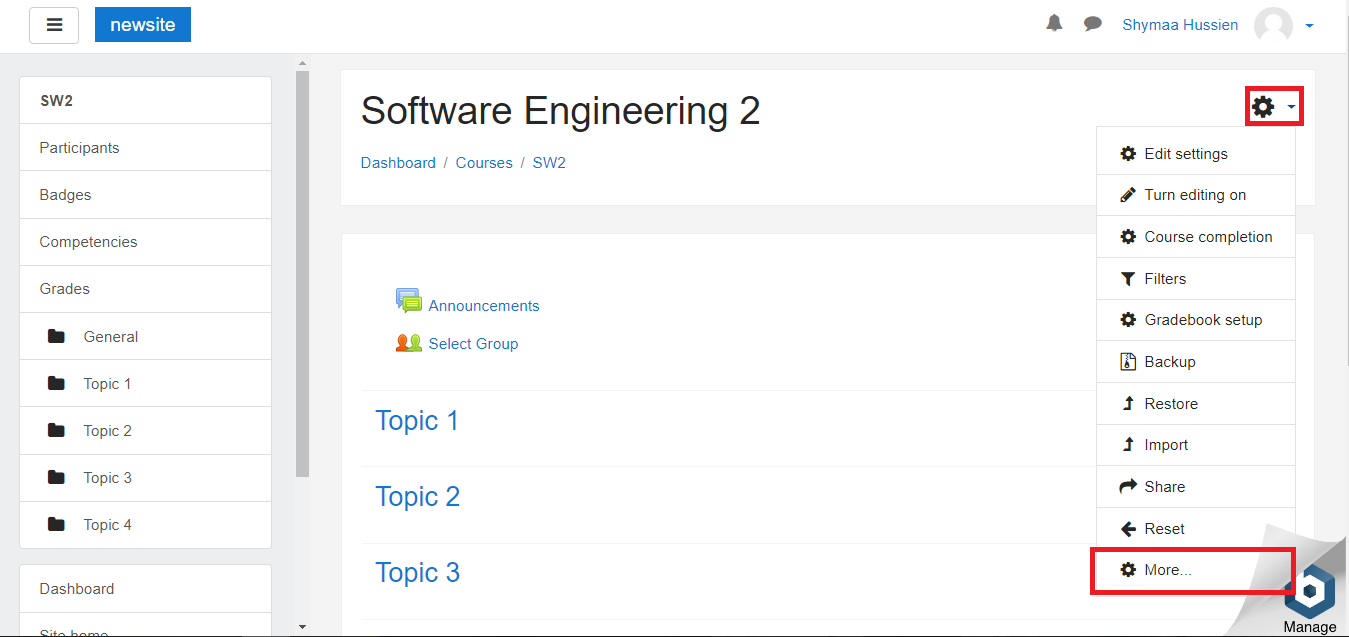 newsite
Shymaa Hussien
SW2
Participants
Badges
Competencies
Grades
General
Topic 1
Topic 2
Topic 3
Topic 4
Dashboard
Site home
Software Engineering 2
Dashboard / Courses / SW2
Announcements
Select Group
Topic 1
Topic 2
Topic 3
Edit settings
Turn editing on
Course completion
Filters
Gradebook setup
Backup
Restore
Import
Share
Reset
More...
Manage